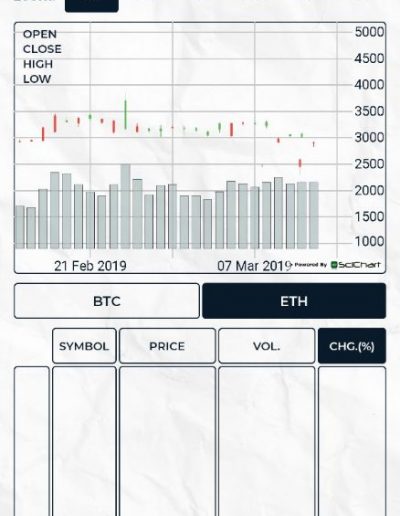 OPEN
CLOSE
HIGH
LOW
5000
4500
4000
3500
3000
2500
2000
1500
1000
21 Feb 2019
07 Mar 2019
Powered By SciChart
BTC
ETH
SYMBOL
PRICE
VOL.
CHG.(%)